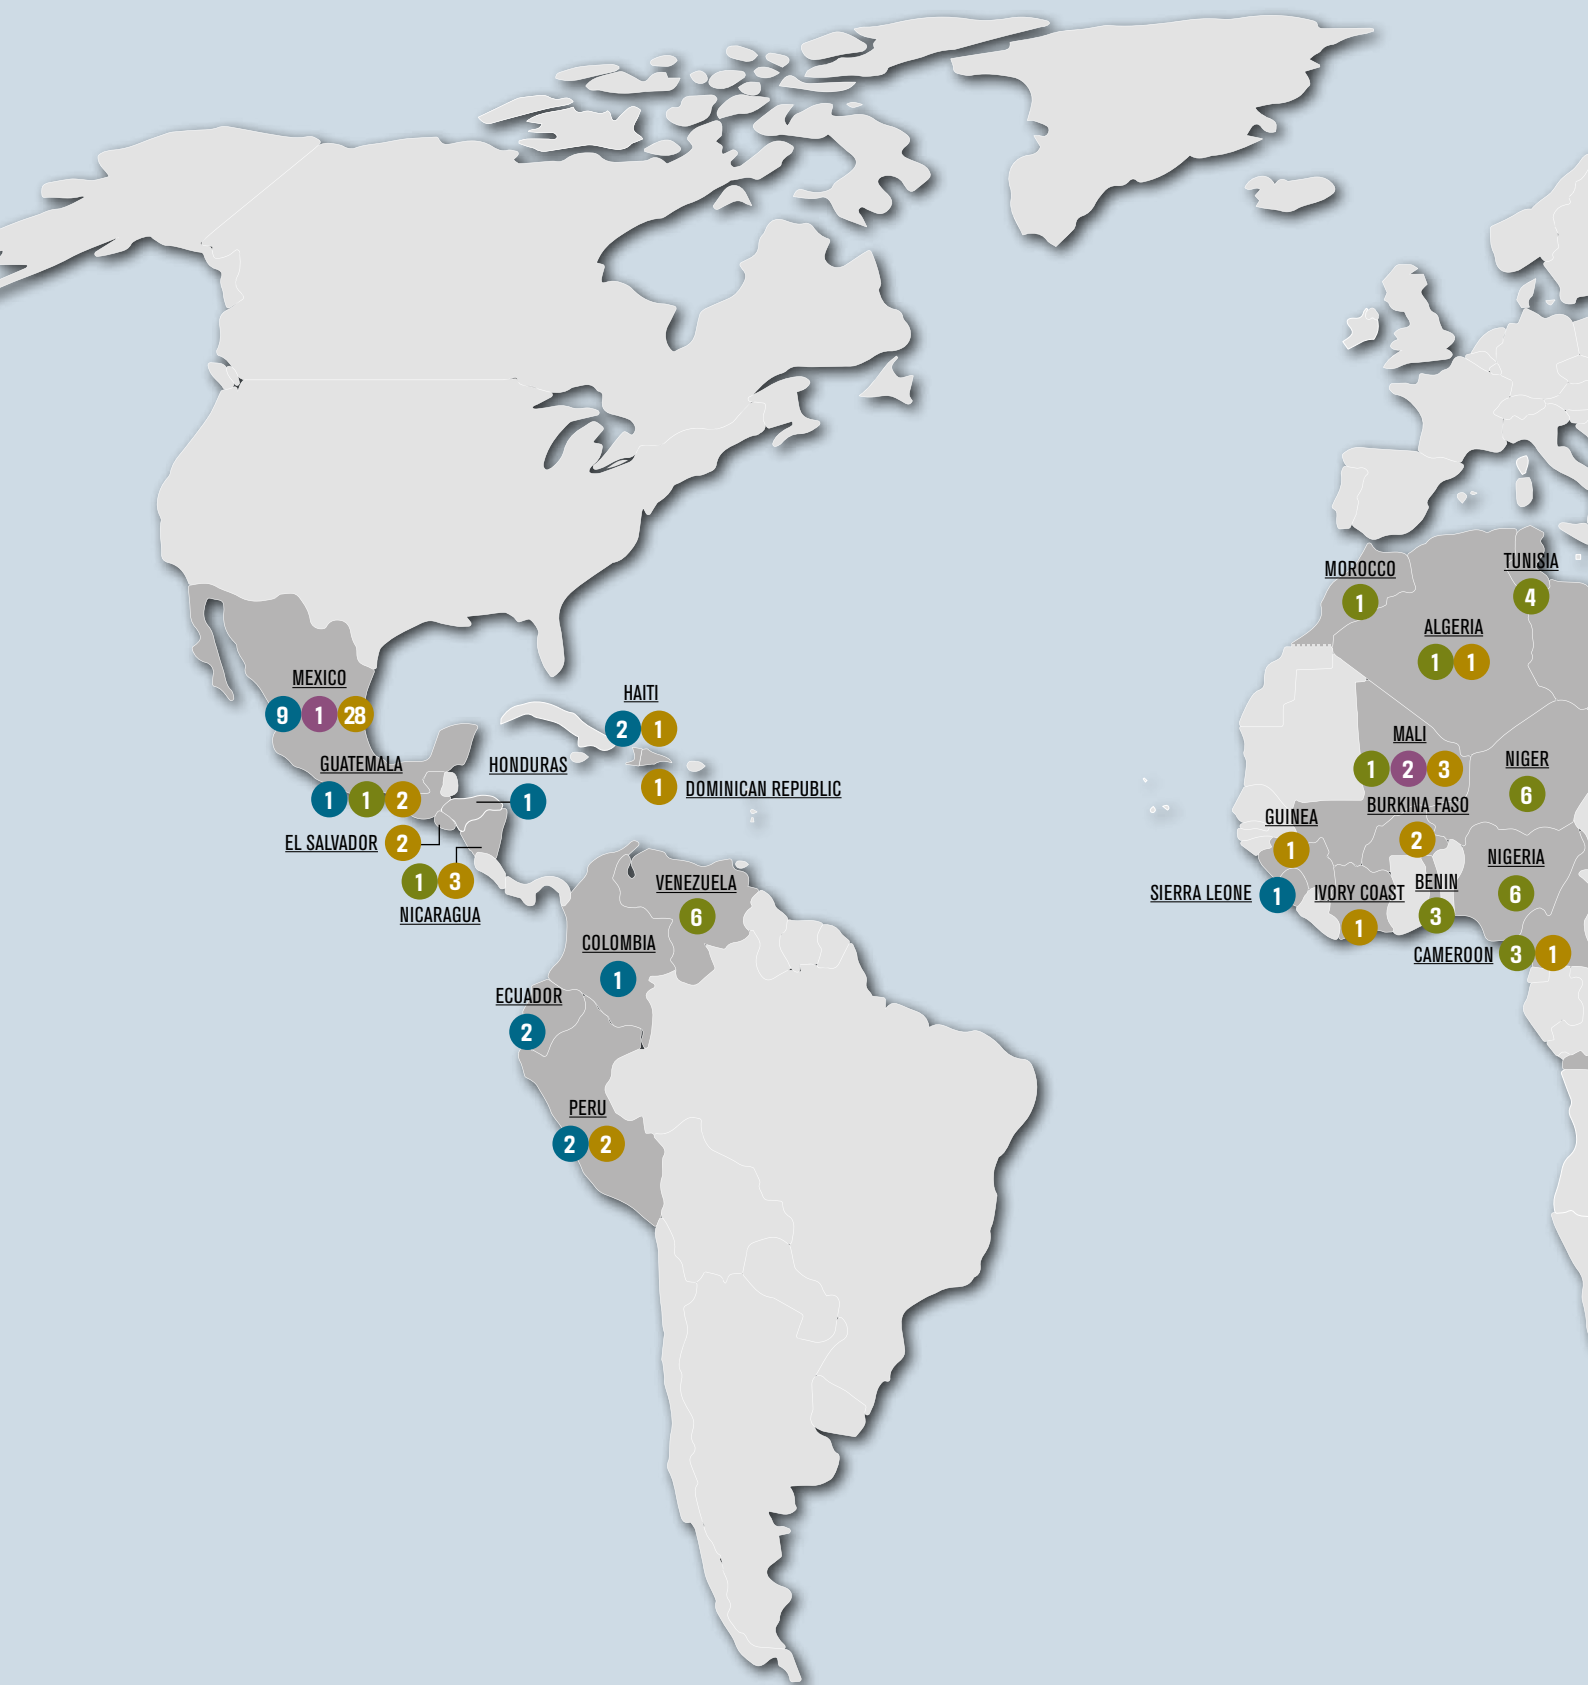 MOROCCO
1
TUNISIA
4
ALGERIA
1 1
MEXICO
9 1 28
HAITI
2 1
DOMINICAN REPUBLIC
1
GUATEMALA
1 1 2
HONDURAS
1
EL SALVADOR 2
1 3
NICARAGUA
VENEZUELA
6
COLOMBIA
1
ECUADOR
2
PERU
2 2
MALI
1 2 3
NIGER
6
BURKINA FASO
2
GUINEA
1
NIGERIA
6
SIERRA LEONE 1
IVORY COAST
1
BENIN
3
CAMEROON 3 1